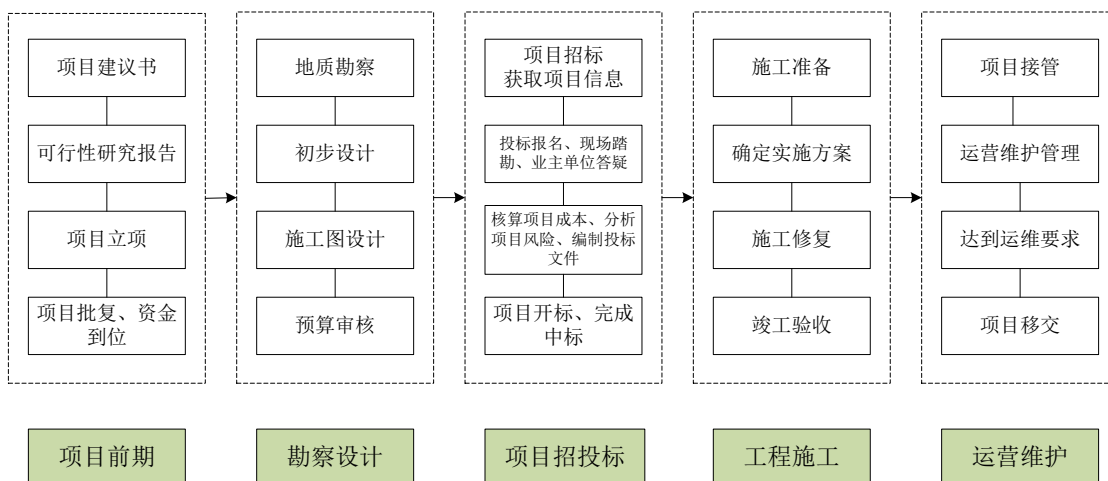 项目建议书
可行性研究报告
项目立项
项目批复、资金
到位
地质勘察
初步设计
施工图设计
预算审核
项目招标
获取项目信息
投标报名、现场踏
勘、业主单位答疑
核算项目成本、分析
项目风险、编制投标
文件
项目开标、完成
中标
施工准备
确定实施方案
施工修复
竣工验收
项目接管
运营维护管理
达到运维要求
项目移交
项目前期
勘察设计
项目招投标
工程施工
运营维护